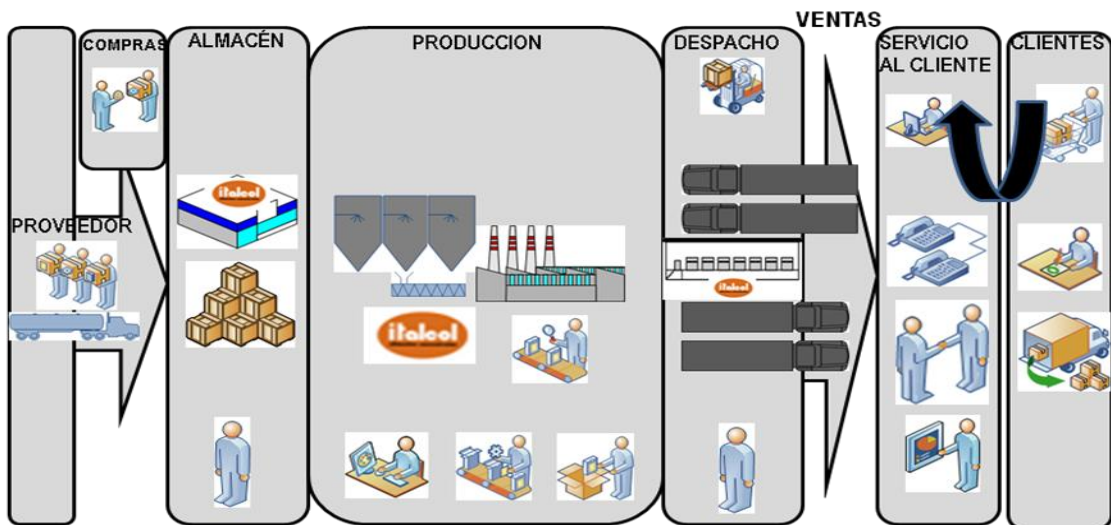 VENTAS
COMPRAS
ALMACÉN
PRODUCCION
DESPACHO
SERVICIO
AL CLIENTE
CLIENTES
PROVEEDOR
italcol
italcol
italcol